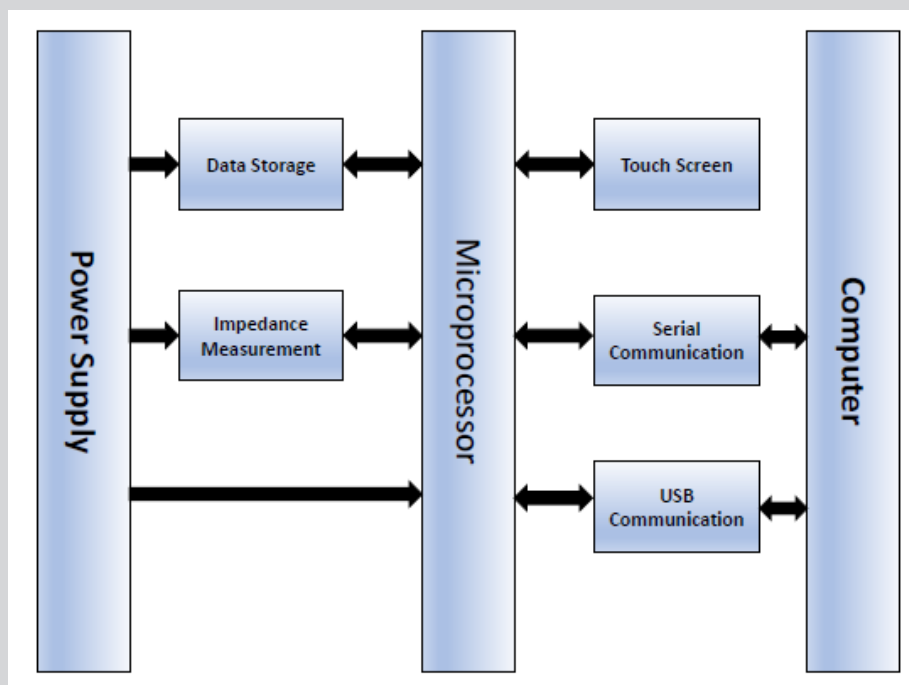 Power Supply
Data Storage
Impedance
Measurement
Microprocessor
Touch Screen
Serial
Communication
USB
Communication
Computer